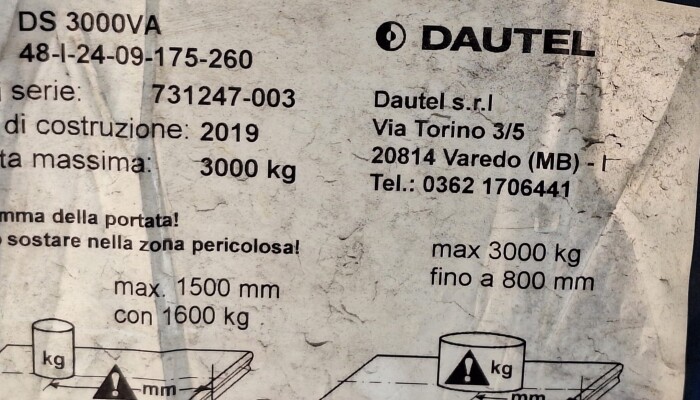 DS 3000VA
48-I-24-09-175-260
serie: 731247-003
di costruzione: 2019
ta massima: 3000 kg
DAUTEL
Dautel s.r.l
Via Torino 3/5
20814 Varedo (MB) - I
Tel.: 0362 1706441
mma della portata!
sostare nella zona pericolosa!
max. 1500 mm
con 1600 kg
max 3000 kg
fino a 800 mm
kg
mm
kg
mm